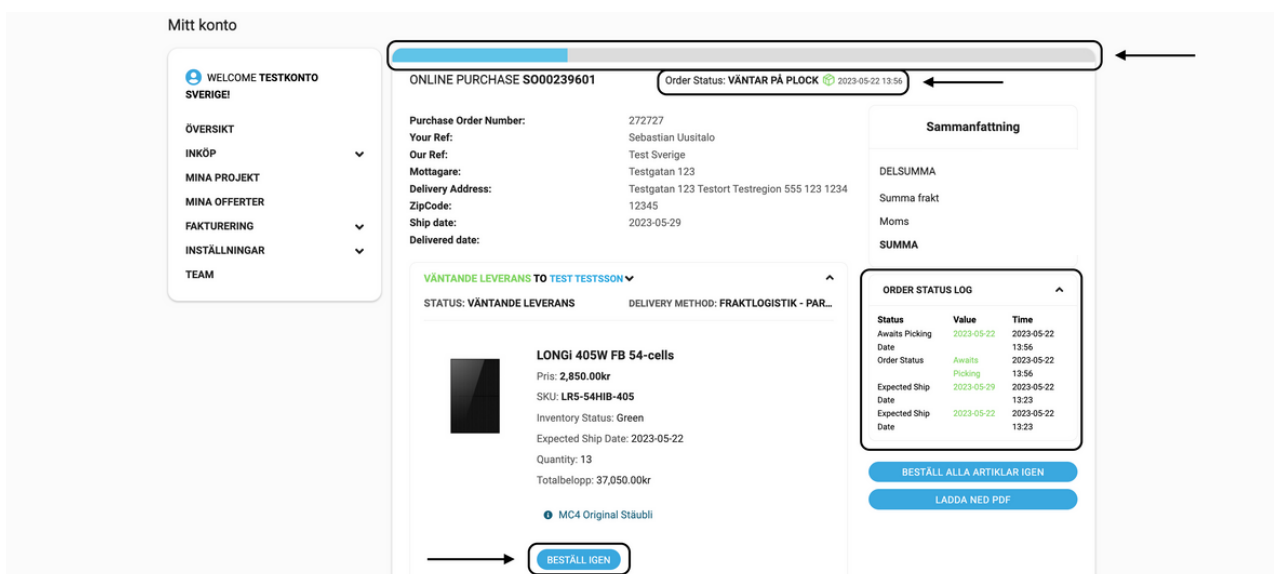 Mitt konto
WELCOME TESTKONTO
SVERIGE!
ÖVERSIKT
INKÖP
MINA PROJEKT
MINA OFFERTER
FAKTURERING
INSTÄLLNINGAR
TEAM
ONLINE PURCHASE SO00239601
Order Status: VÄNTAR PÅ PLOCK 2023-05-22 13:56
Purchase Order Number: 272727
Your Ref: Sebastian Uusitalo
Our Ref: Test Sverige
Mottagare: Testgatan 123
Delivery Address: Testgatan 123 Testort Testregion 555 123 1234
ZipCode: 12345
Ship date: 2023-05-29
Delivered date:
VÄNTANDE LEVERANS TO TEST TESTSSON
STATUS: VÄNTANDE LEVERANS DELIVERY METHOD: FRAKTLOGISTIK - PAR...
LONGi 405W FB 54-cells
Pris: 2,850.00kr
SKU: LR5-54HIB-405
Inventory Status: Green
Expected Ship Date: 2023-05-22
Quantity: 13
Totalbelopp: 37,050.00kr
MC4 Original Stäubli
BESTÄLL IGEN
Sammanfattning
DELSUMMA
Summa frakt
Moms
SUMMA
ORDER STATUS LOG
Status Value Time
Awaits Picking 2023-05-22 2023-05-22
Date 13:56
Order Status Awaits 2023-05-22
Picking 13:56
Expected Ship 2023-05-29 2023-05-22
Date 13:23
Expected Ship 2023-05-22 2023-05-22
Date 13:23
BESTÄLL ALLA ARTIKLAR IGEN
LADDA NED PDF